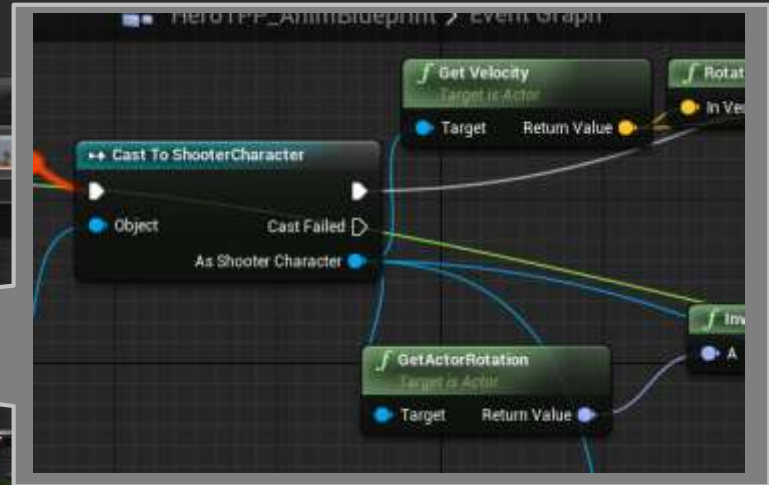 HeroTPP_AnimBlueprint > Event Graph
Get Velocity
Target is Actor
Target
Return Value
Cast To ShooterCharacter
Object
Cast Failed
As Shooter Character
GetActorRotation
Target is Actor
Target
Return Value
A